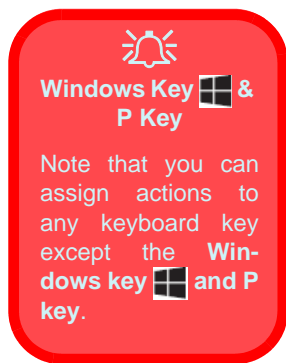 Windows Key &
P Key
Note that you can
assign actions to
any keyboard key
except the Win-
dows key and P
key.